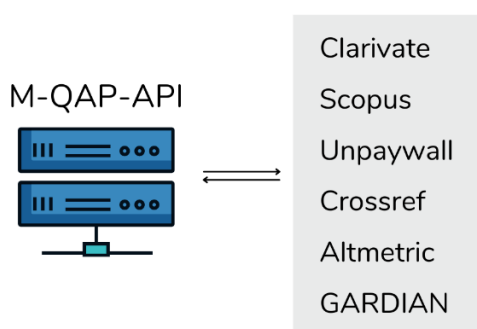 M-QAP-API
Clarivate
Scopus
Unpaywall
Crossref
Altmetric
GARDIAN